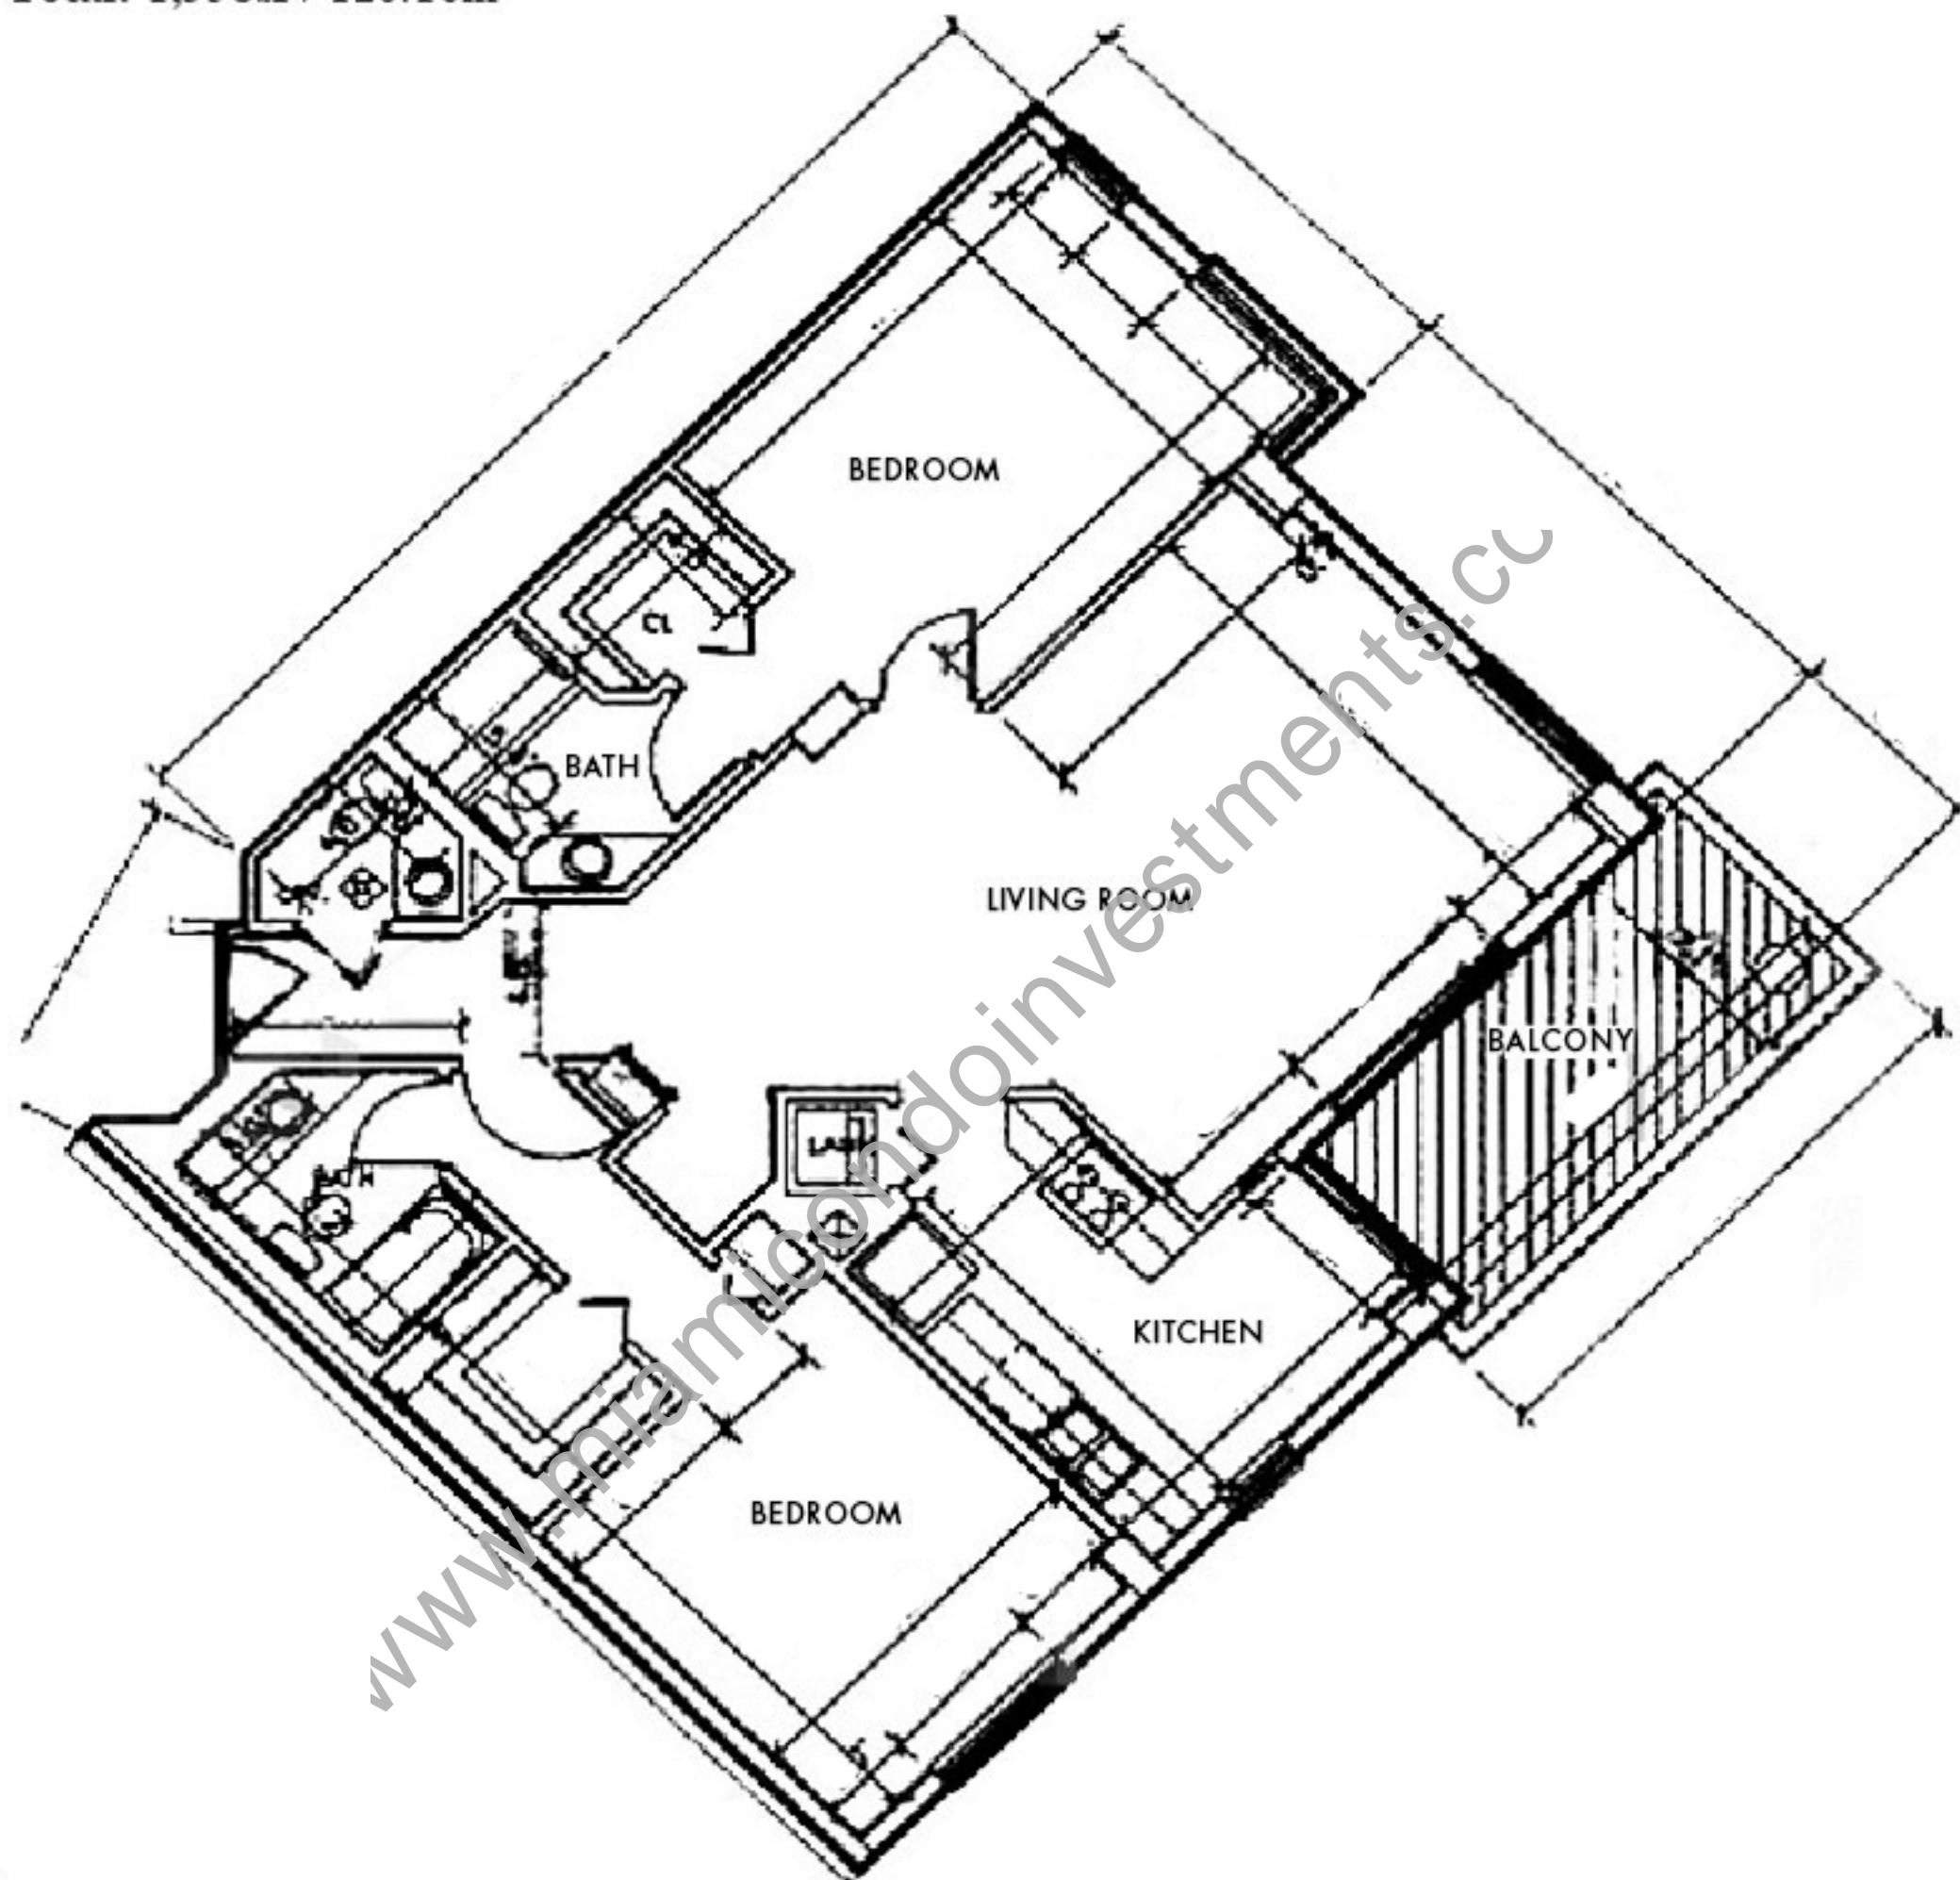 BEDROOM
CL
BATH
LIVING ROOM
BALCONY
BATH
KITCHEN
BEDROOM
www.miamicondoinvestments.co